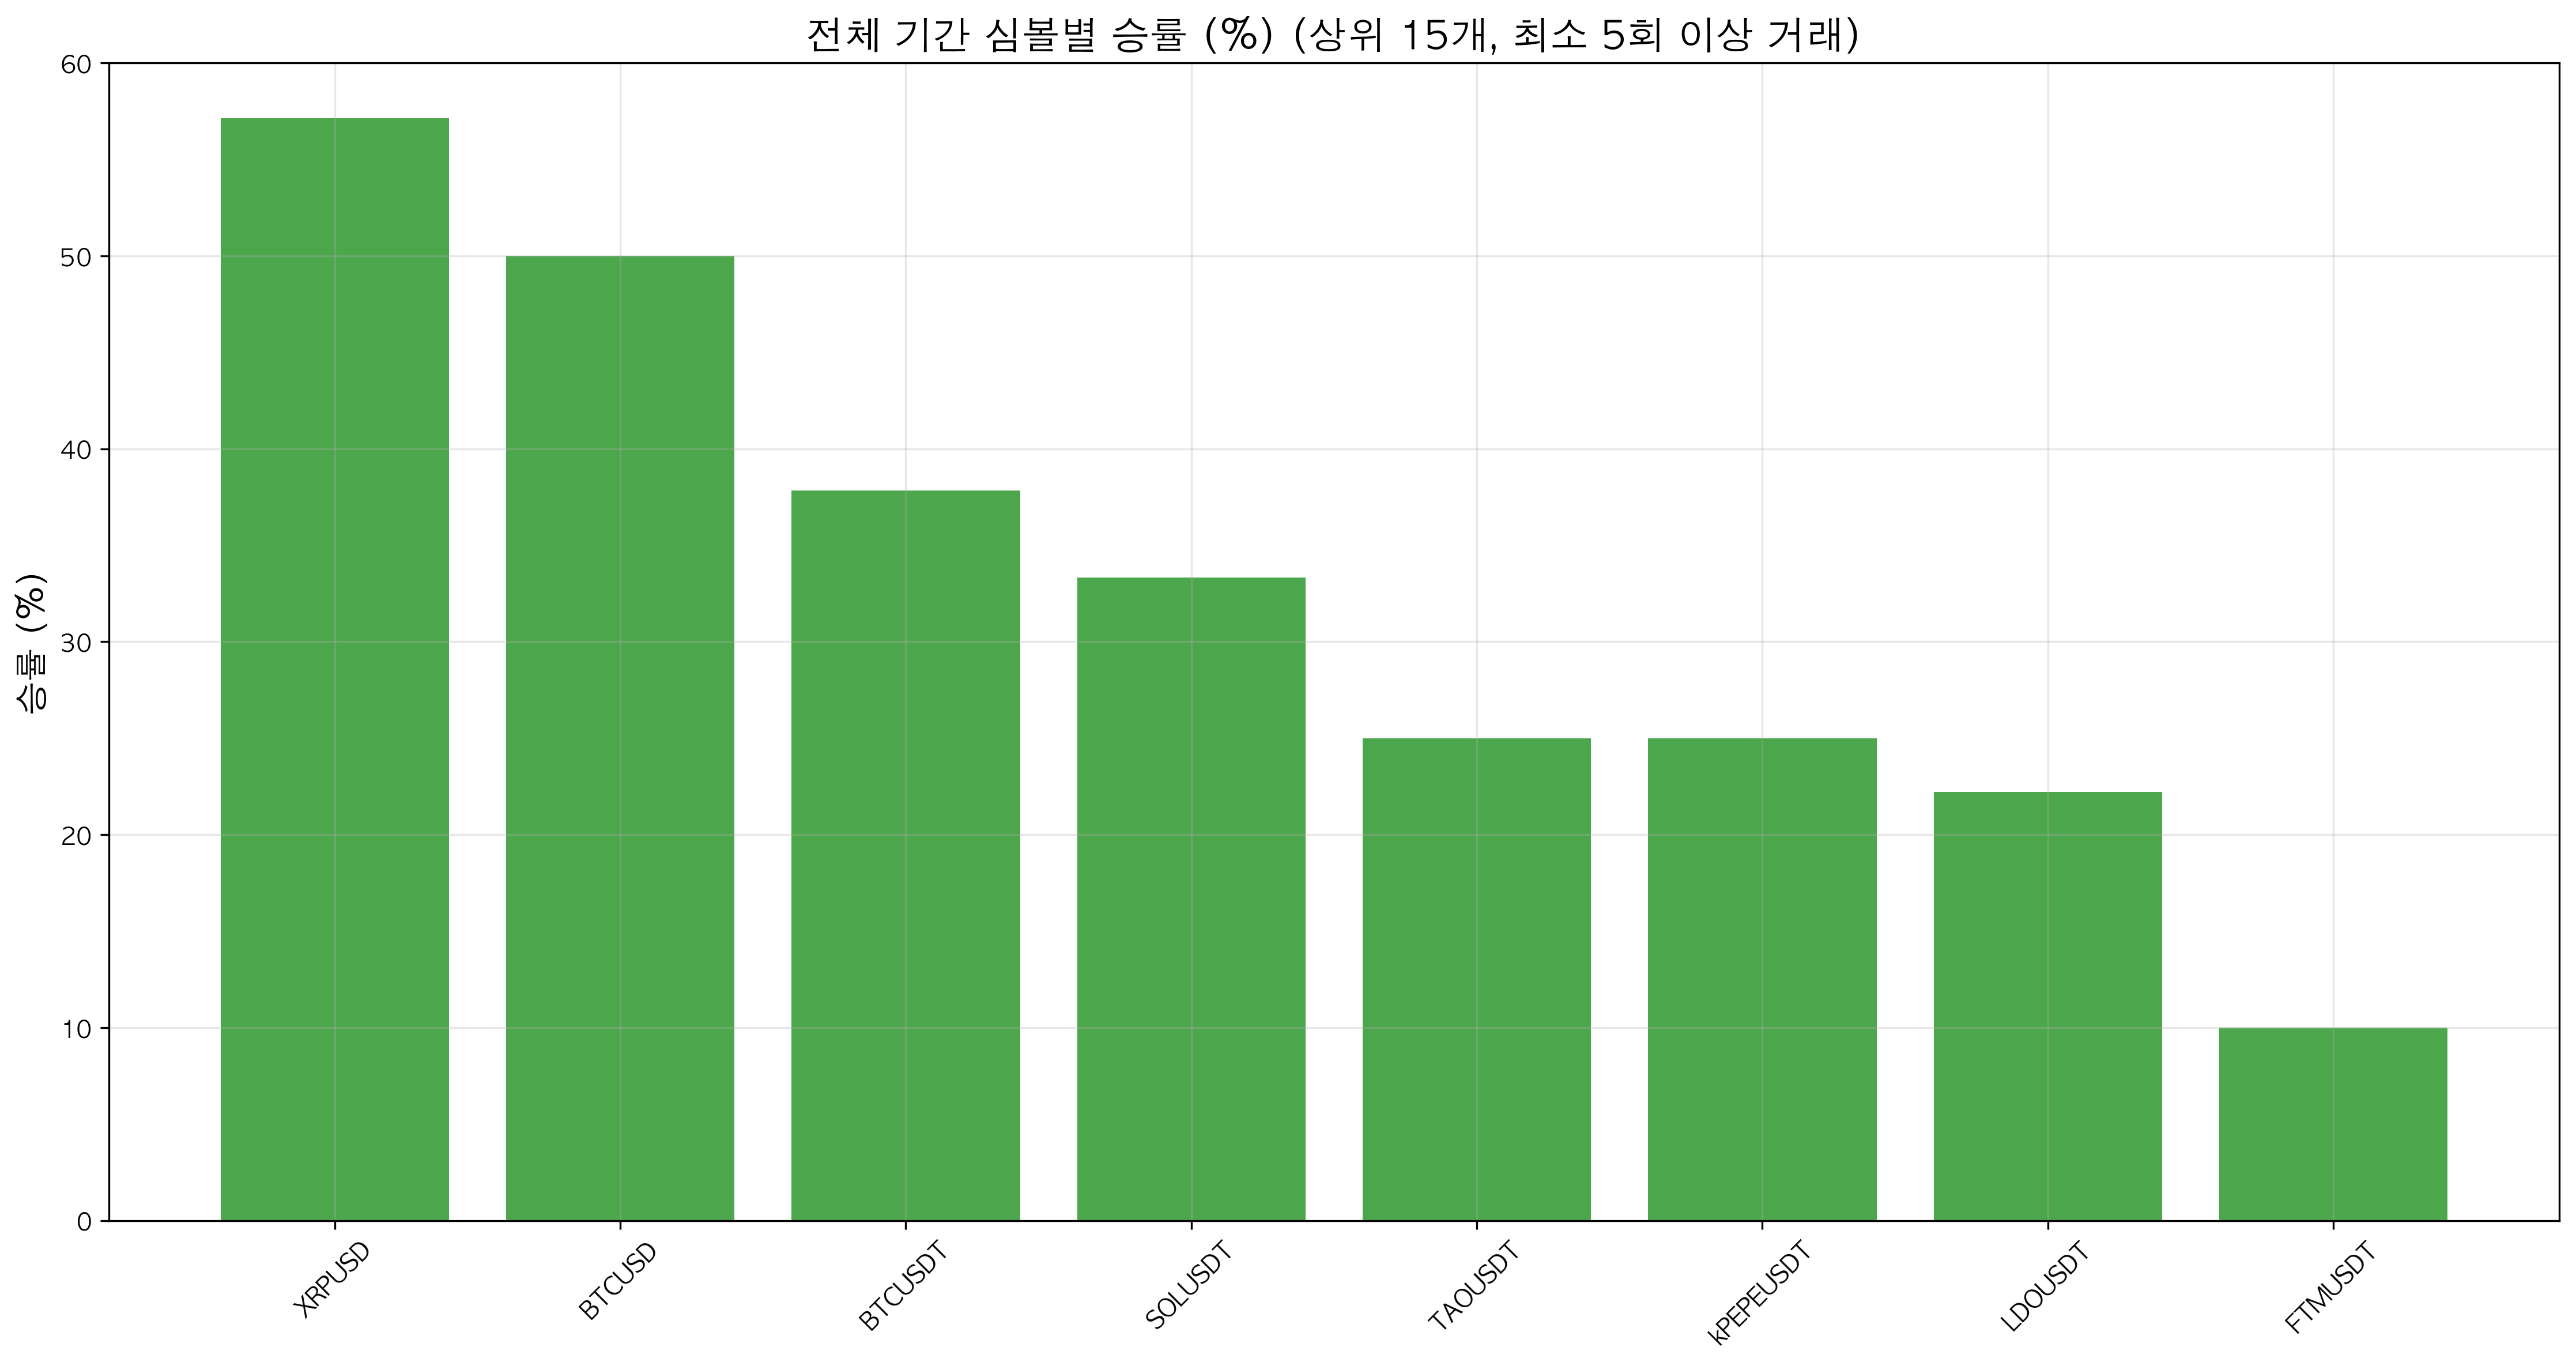 전체 기간 심볼별 승률 (%) (상위 15개, 최소 5회 이상 거래)
승률 (%)
60
50
40
30
20
10
0
XRPUSD
BTCUSD
BTCUSDT
SOLUSDT
TAOUSDT
kPEPEUSDT
LDOUSDT
FTMUSDT